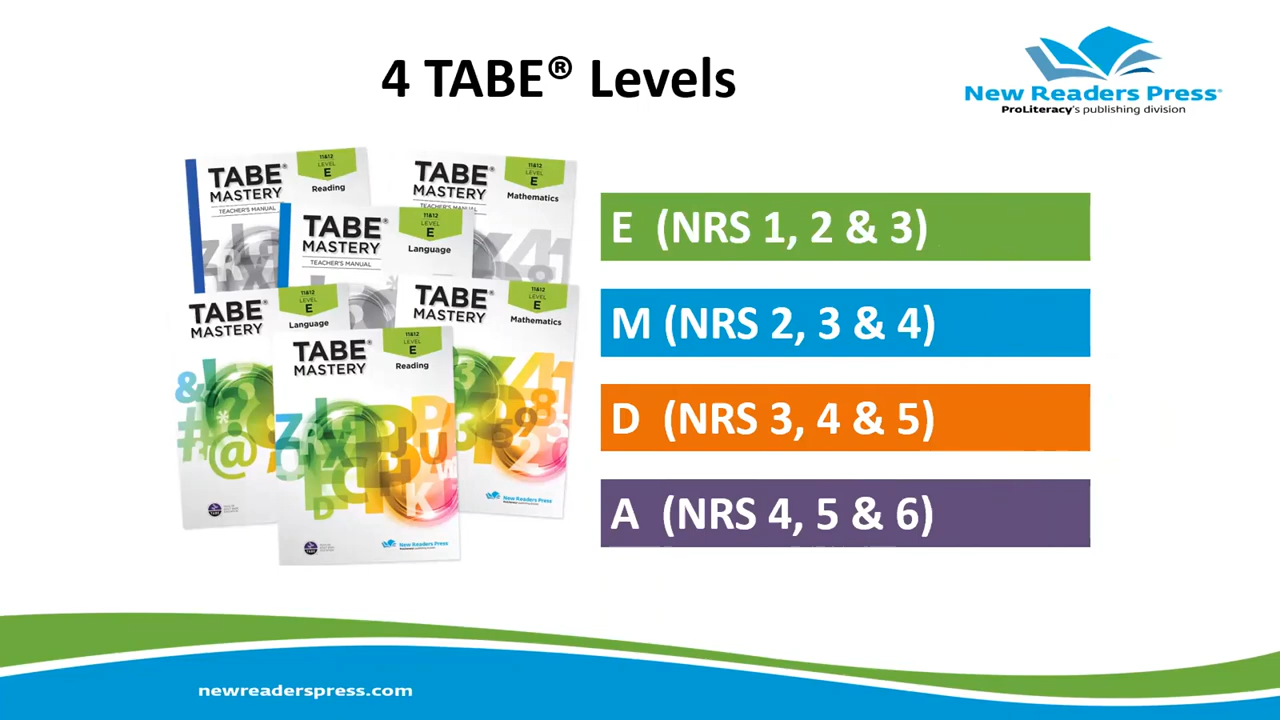 4 TABE® Levels
New Readers Press®
ProLiteracy's publishing division
TABE®
MASTERY
TEACHER'S MANUAL
11&12
LEVEL
E
Reading
TABE®
MASTERY
TEACHER'S MANUAL
11&12
LEVEL
E
Mathematics
TABE®
MASTERY
TEACHER'S MANUAL
11&12
LEVEL
E
Language
TABE®
MASTERY
11&12
LEVEL
E
Language
TABE®
MASTERY
11&12
LEVEL
E
Mathematics
New Readers Press
TABE®
MASTERY
11&12
LEVEL
E
Reading
New Readers Press
E (NRS 1, 2 & 3)
M (NRS 2, 3 & 4)
D (NRS 3, 4 & 5)
A (NRS 4, 5 & 6)
newreaderspress.com